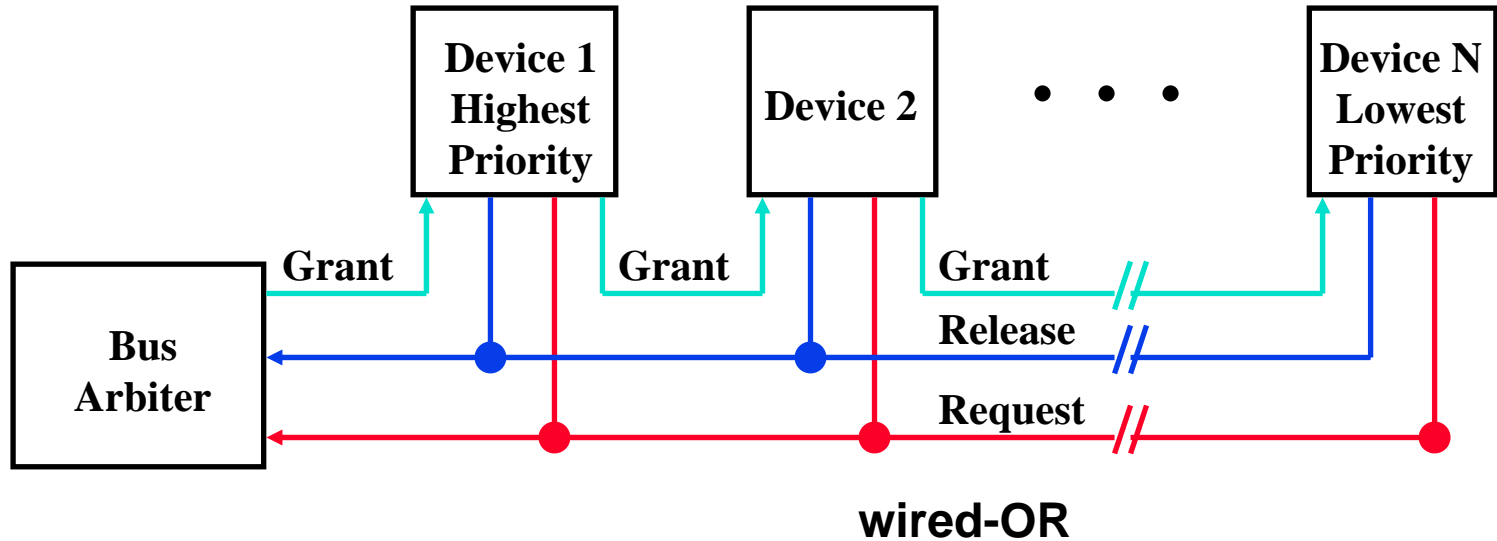 Device 1
Highest
Priority
Device 2
Device N
Lowest
Priority
Grant
Grant
Grant
Bus
Arbiter
Release
Request
wired-OR